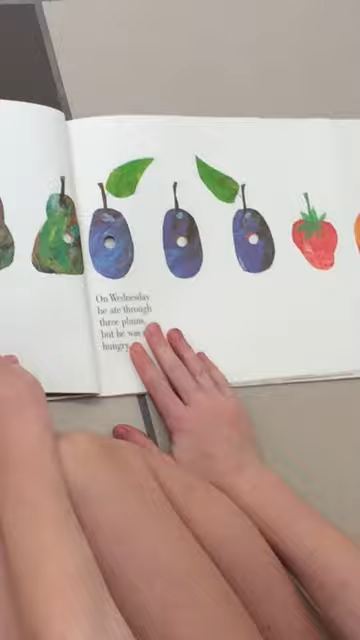 On Wednesday
he ate through
three plums,
but he was
hungry.